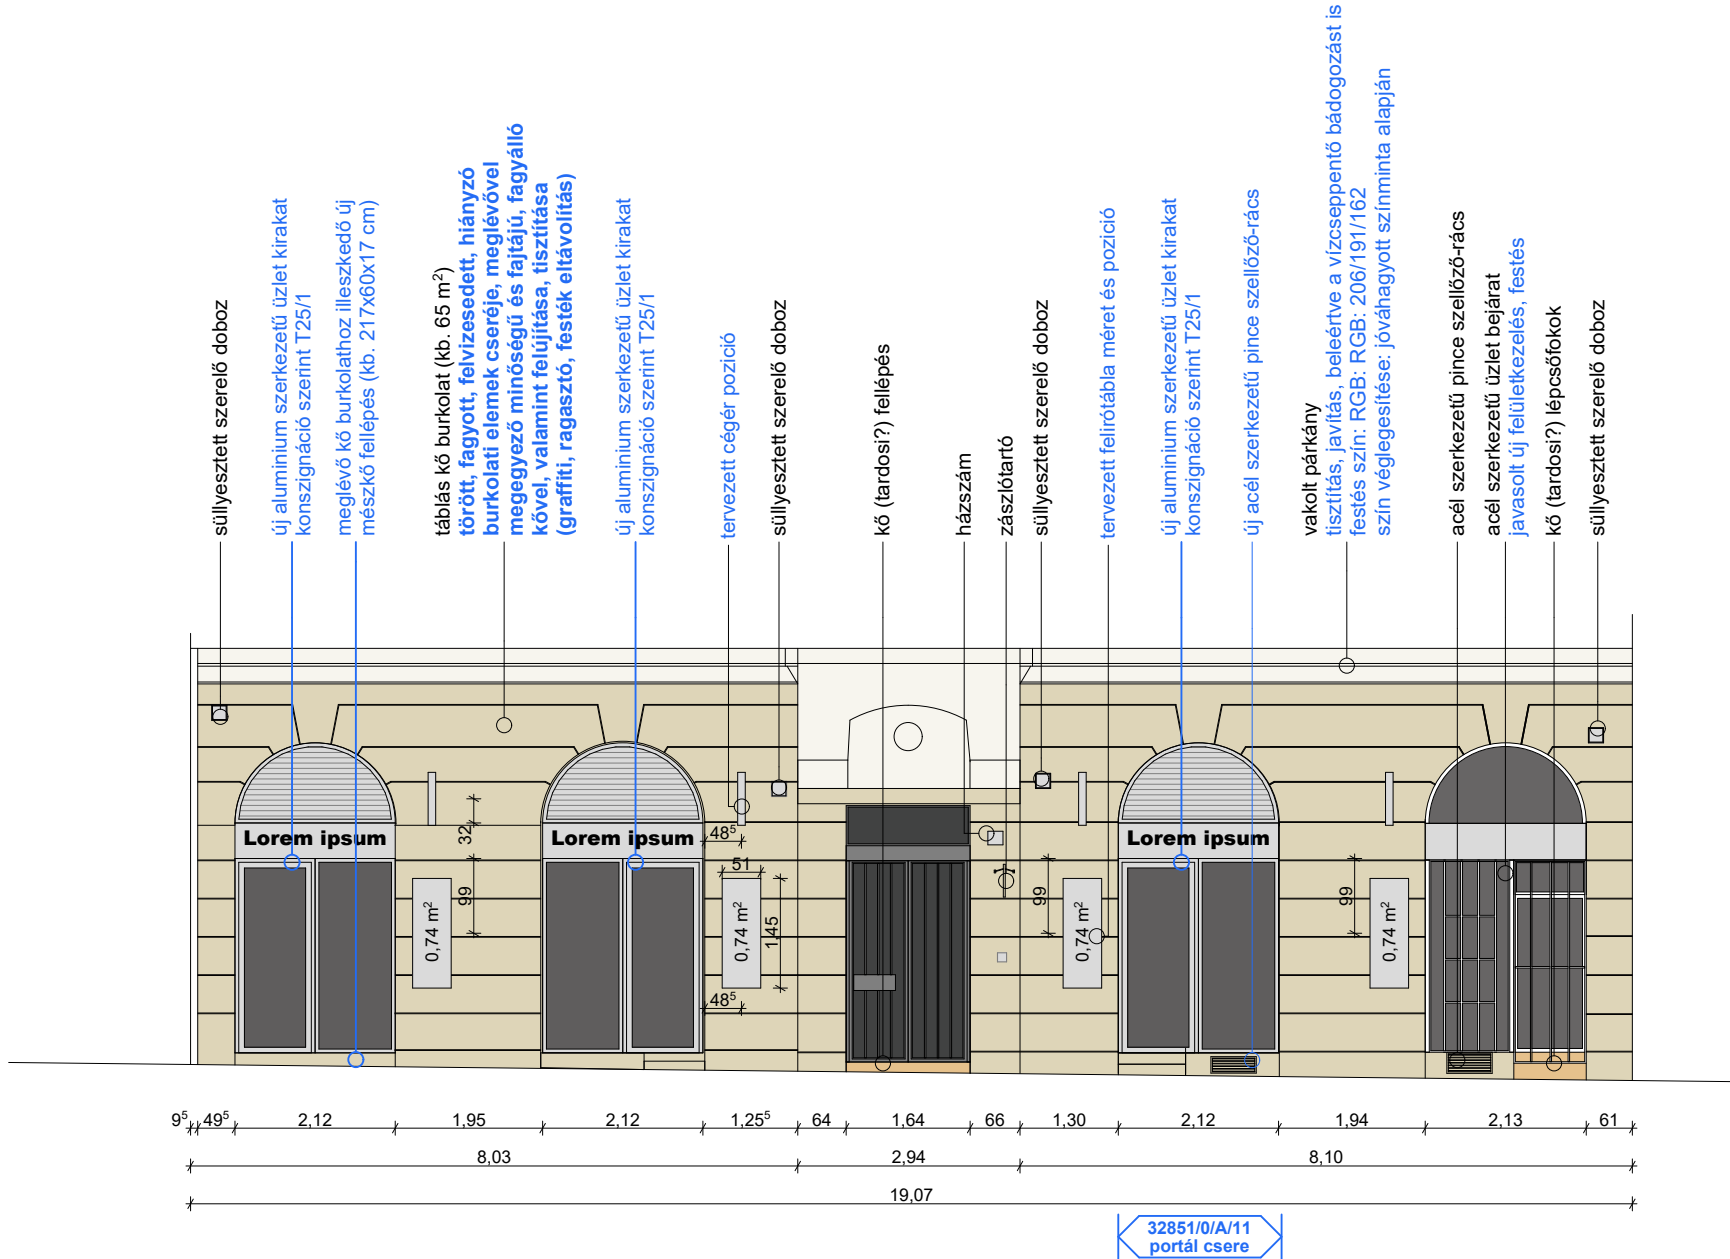 süllyesztett szerelő doboz
új aluminium szerkezetű üzlet kirakat
konszignáció szerint T25/1
meglévő kő burkolathoz illeszkedő új
mészkő fellépés (kb. 217x60x17 cm)
táblás kő burkolat (kb. 65 m²)
törött, fagyott, felvizesedett, hiányzó
burkolati elemek cseréje, meglévővel
megegyező minőségű és fajtájú, fagyálló
kővel, valamint felújítása, tisztítása
(graffiti, ragasztó, festék eltávolítás)
új aluminium szerkezetű üzlet kirakat
konszignáció szerint T25/1
tervezett cégér pozició
süllyesztett szerelő doboz
kő (tardosi?) fellépés
házszám
zászlótartó
süllyesztett szerelő doboz
tervezett felirótábla méret és pozició
új aluminium szerkezetű üzlet kirakat
konszignáció szerint T25/1
új acél szerkezetű pince szellőző-rács
vakolt párkány
tisztítás, javítás, beleértve a vízcseppentő bádogozást is
festés szín: RGB: RGB: 206/191/162
szín véglegesítése: jóváhagyott színminta alapján
acél szerkezetű pince szellőző-rács
acél szerkezetű üzlet bejárat
javasolt új felületkezelés, festés
kő (tardosi?) lépcsőfokok
süllyesztett szerelő doboz
Lorem ipsum
32
Lorem ipsum
48⁵
Lorem ipsum
51
99
0,74 m²
0,74 m²
1,45
99
0,74 m²
99
0,74 m²
48⁵
9⁵ 49⁵ 2,12 1,95 2,12 1,25⁵ 64 1,64 66 1,30 2,12 1,94 2,13 61
8,03 2,94 8,10
19,07
32851/0/A/11
portál csere